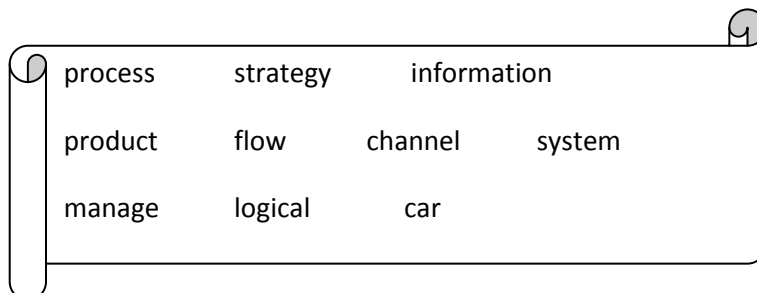 process strategy information
product flow channel system
manage logical car